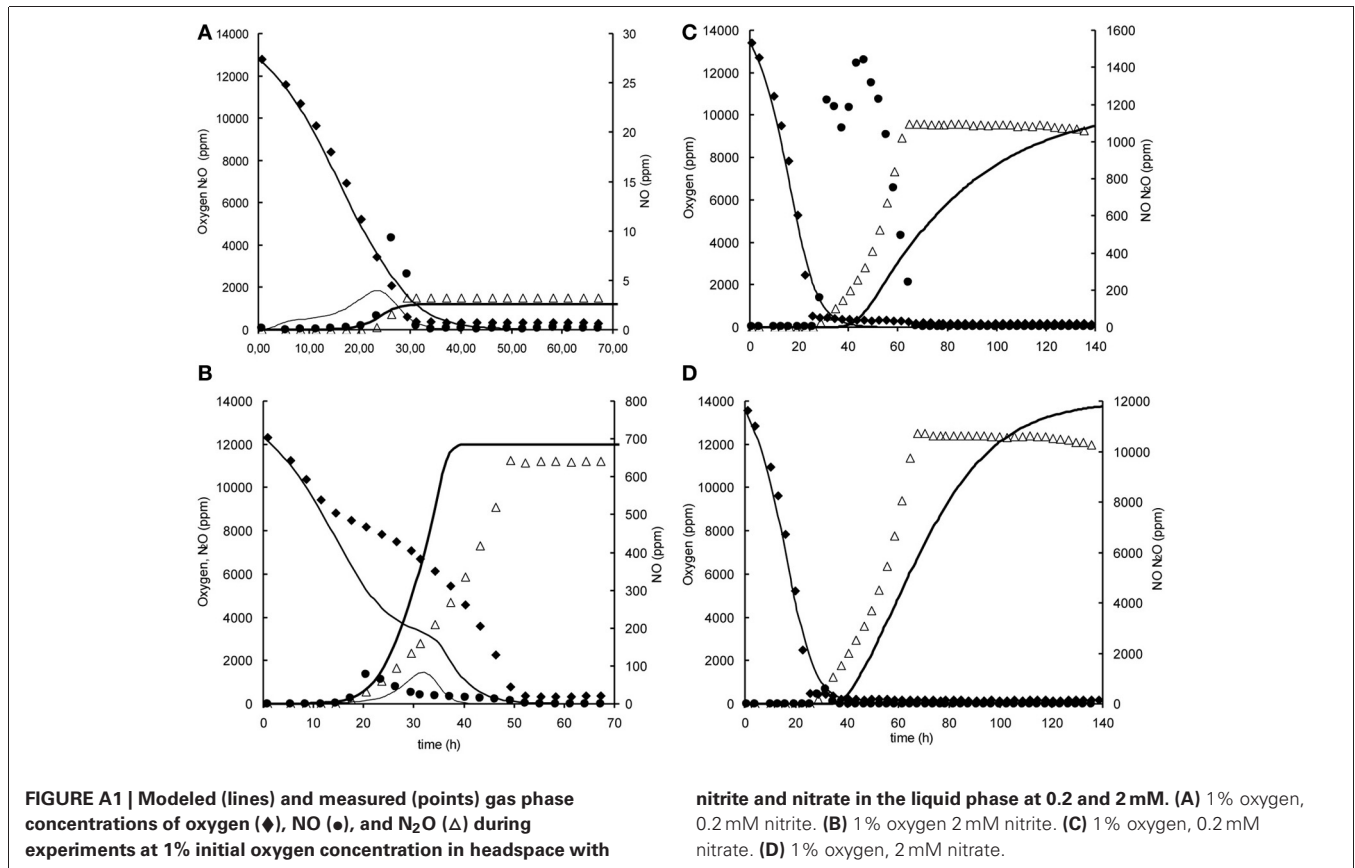 A
14000
12000
10000
8000
6000
4000
2000
0
Oxygen N₂O (ppm)
30
25
20
15
10
5
0
NO (ppm)
0,00 10,00 20,00 30,00 40,00 50,00 60,00 70,00
B
14000
12000
10000
8000
6000
4000
2000
0
Oxygen, N₂O (ppm)
800
700
600
500
400
300
200
100
0
NO (ppm)
0 10 20 30 40 50 60 70
time (h)
C
14000
12000
10000
8000
6000
4000
2000
0
Oxygen (ppm)
1600
1400
1200
1000
800
600
400
200
0
NO N₂O (ppm)
0 20 40 60 80 100 120 140
D
14000
12000
10000
8000
6000
4000
2000
0
Oxygen (ppm)
12000
10000
8000
6000
4000
2000
0
NO N₂O (ppm)
0 20 40 60 80 100 120 140
time (h)
FIGURE A1 | Modeled (lines) and measured (points) gas phase
concentrations of oxygen (♦), NO (●), and N₂O (△) during
experiments at 1% initial oxygen concentration in headspace with
nitrite and nitrate in the liquid phase at 0.2 and 2 mM. (A) 1% oxygen,
0.2 mM nitrite. (B) 1% oxygen 2 mM nitrite. (C) 1% oxygen, 0.2 mM
nitrate. (D) 1% oxygen, 2 mM nitrate.